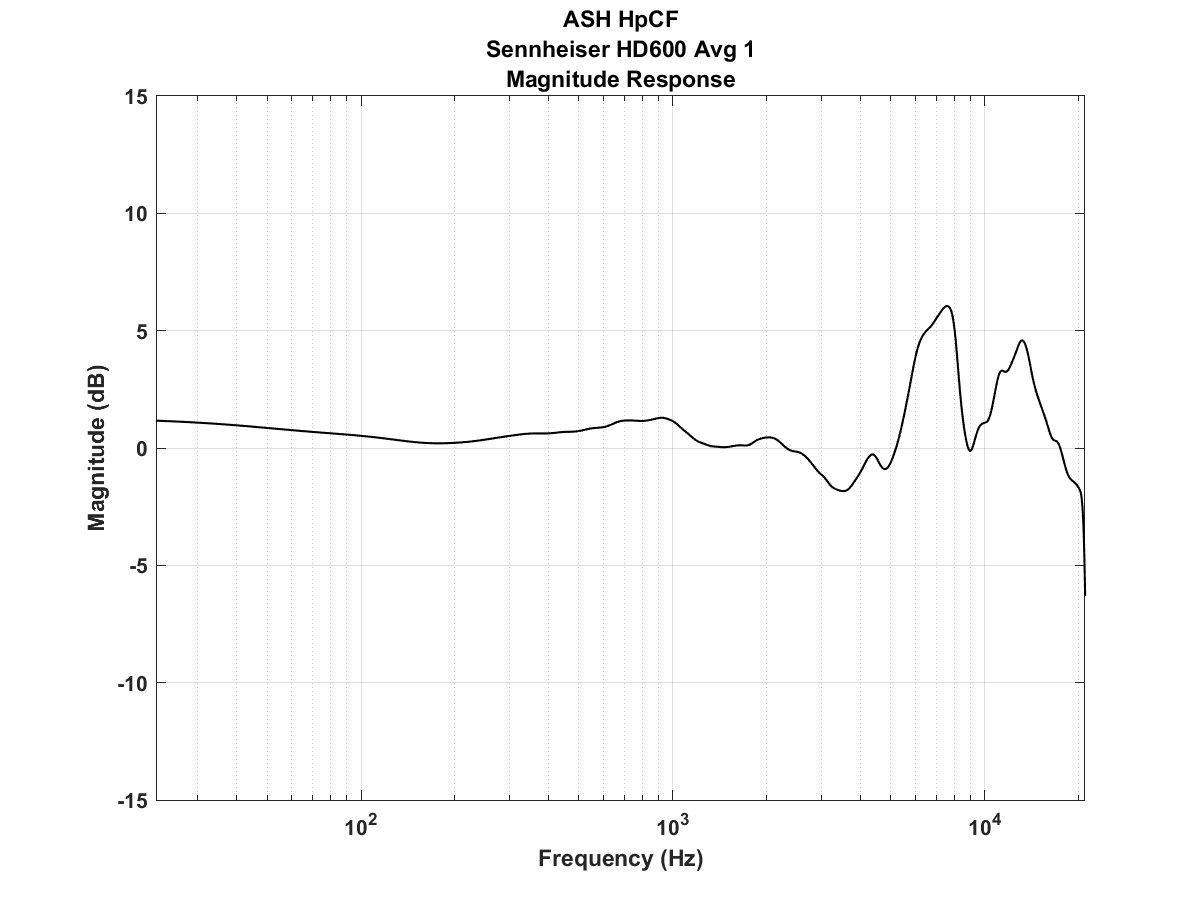 ASH HpCF
Sennheiser HD600 Avg 1
Magnitude Response
15
10
5
0
-5
-10
-15
Magnitude (dB)
10²
10³
10⁴
Frequency (Hz)